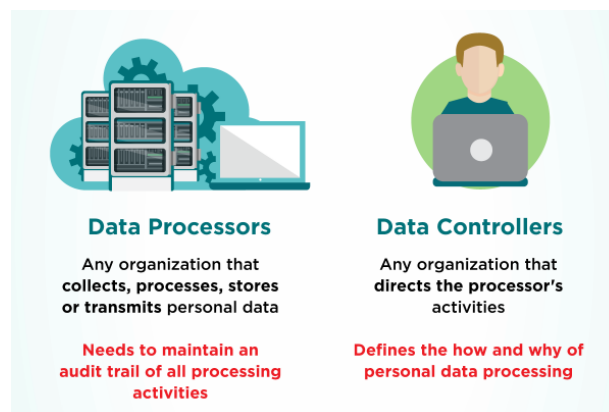 Data Processors
Any organization that
collects, processes, stores
or transmits personal data
Needs to maintain an
audit trail of all processing
activities
Data Controllers
Any organization that
directs the processor's
activities
Defines the how and why of
personal data processing